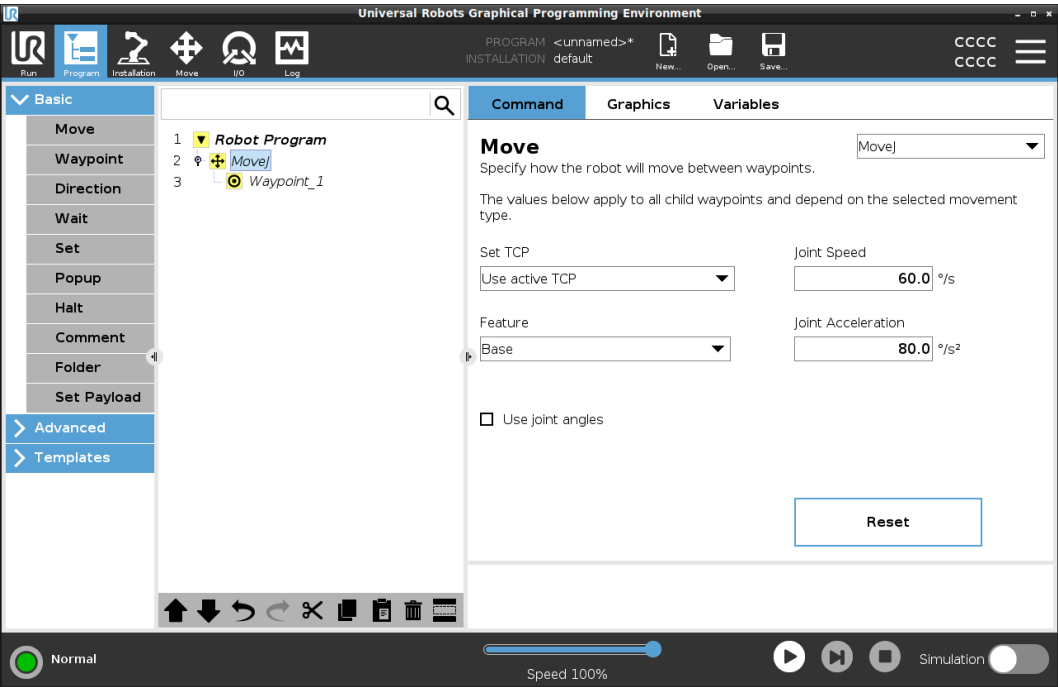 UR
Universal Robots Graphical Programming Environment
UR
Run
Program
Installation
Move
I/O
Log
PROGRAM <unnamed>*
INSTALLATION default
New...
Open...
Save...
CCCC
CCCC
Basic
Move
Waypoint
Direction
Wait
Set
Popup
Halt
Comment
Folder
Set Payload
Advanced
Templates
1 Robot Program
2 MoveJ
3 Waypoint_1
Command Graphics Variables
Move
MoveJ
Specify how the robot will move between waypoints.
The values below apply to all child waypoints and depend on the selected movement
type.
Set TCP
Use active TCP
Joint Speed
60.0 °/s
Feature
Base
Joint Acceleration
80.0 °/s²
Use joint angles
Reset
Normal
Speed 100%
Simulation